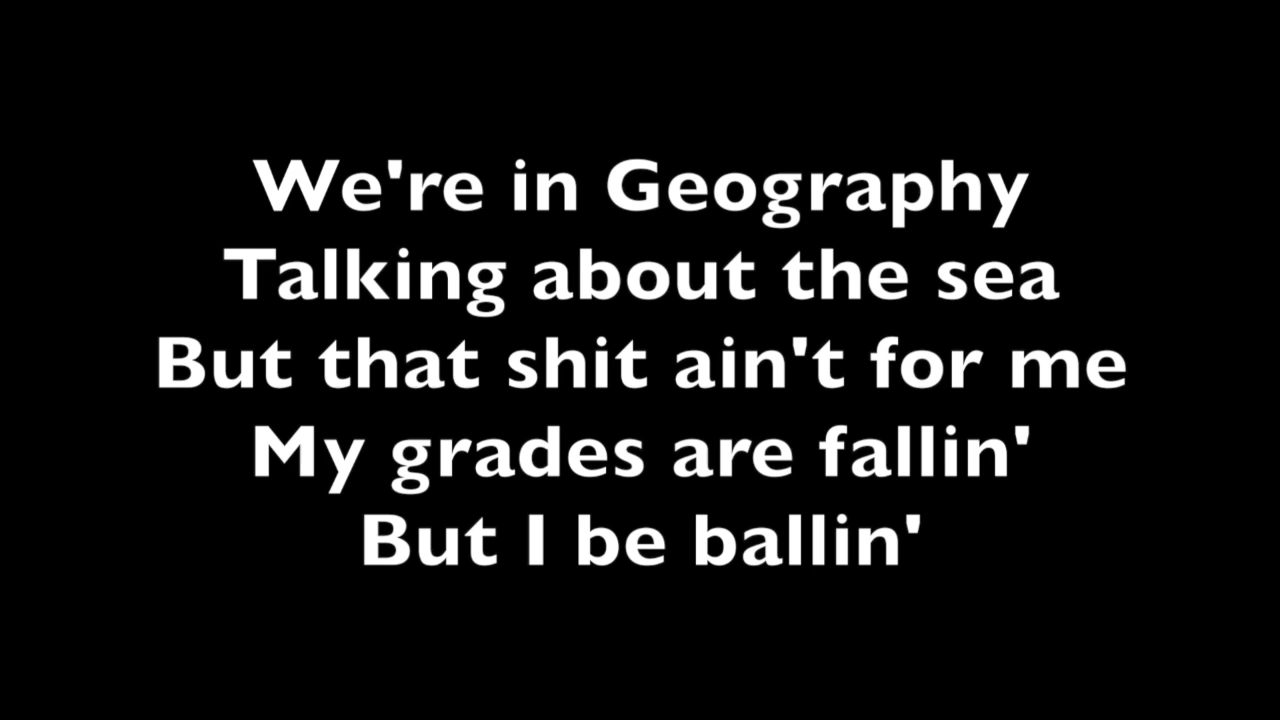 We're in Geography
Talking about the sea
But that shit ain't for me
My grades are fallin'
But I be ballin'